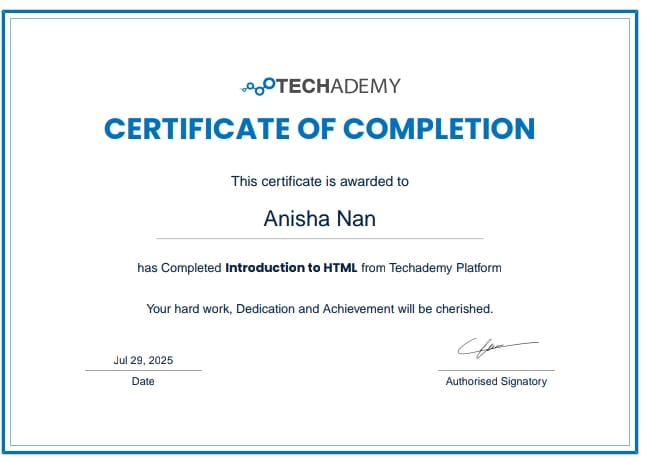 TECHADEMY
CERTIFICATE OF COMPLETION
This certificate is awarded to
Anisha Nan
has Completed Introduction to HTML from Techademy Platform
Your hard work, Dedication and Achievement will be cherished.
Jul 29, 2025
Date
Authorised Signatory